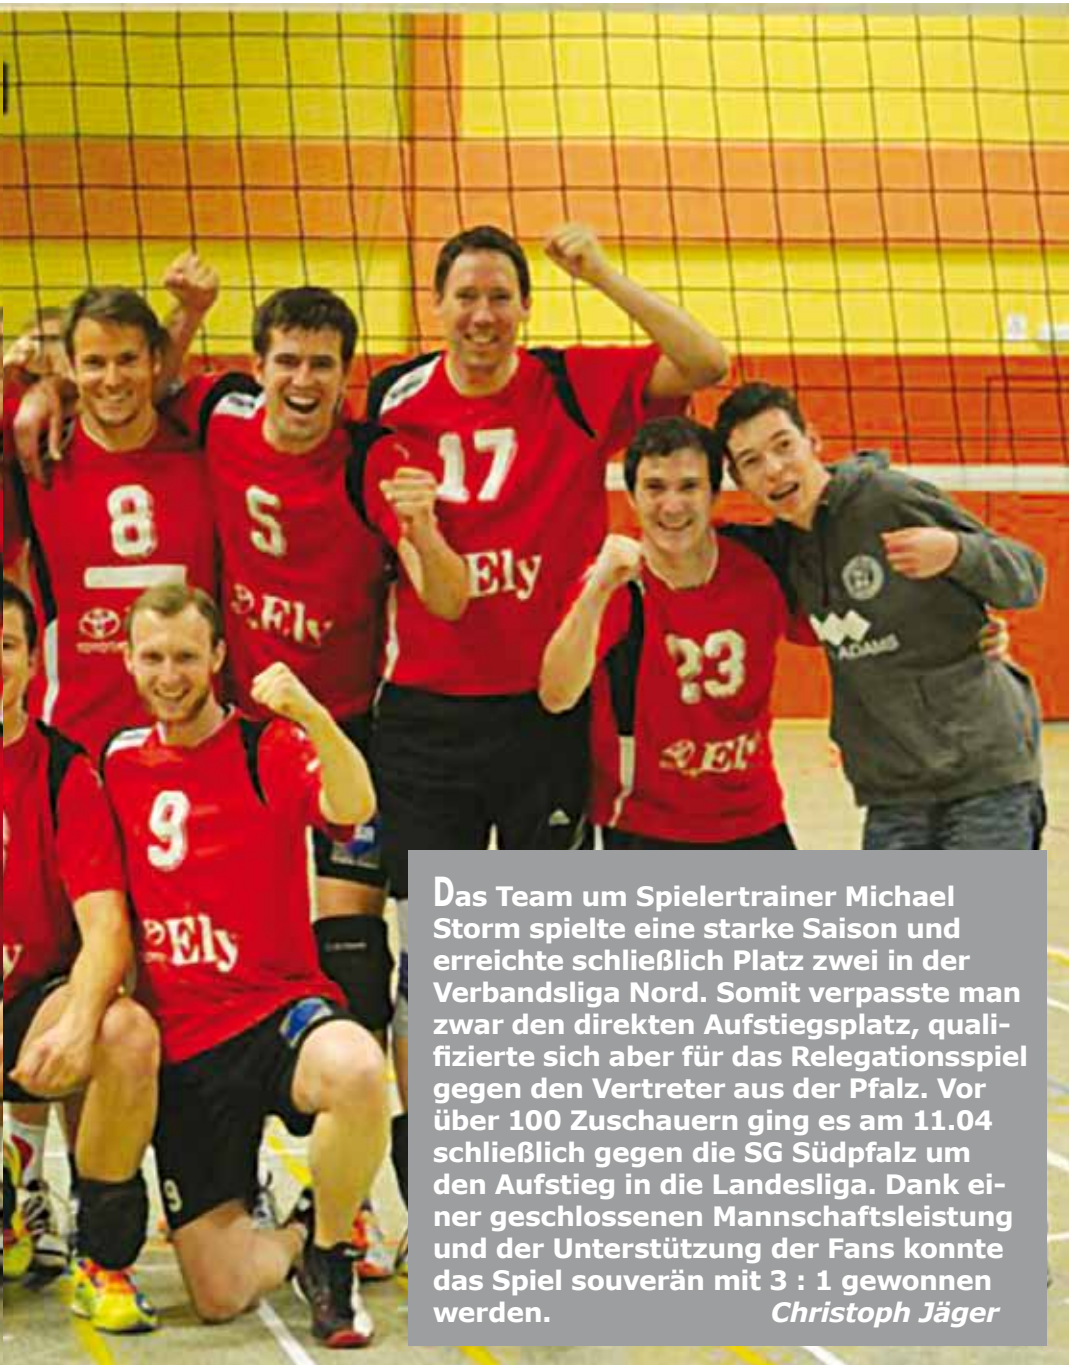 8
5
17
Ely
Ely
23
Ely
ADAMS
9
Ely
9
Das Team um Spielertrainer Michael
Storm spielte eine starke Saison und
erreichte schließlich Platz zwei in der
Verbandsliga Nord. Somit verpasste man
zwar den direkten Aufstiegsplatz, quali-
fizierte sich aber für das Relegationsspiel
gegen den Vertreter aus der Pfalz. Vor
über 100 Zuschauern ging es am 11.04
schließlich gegen die SG Südpfalz um
den Aufstieg in die Landesliga. Dank ei-
ner geschlossenen Mannschaftsleistung
und der Unterstützung der Fans konnte
das Spiel souverän mit 3 : 1 gewonnen
werden. Christoph Jäger